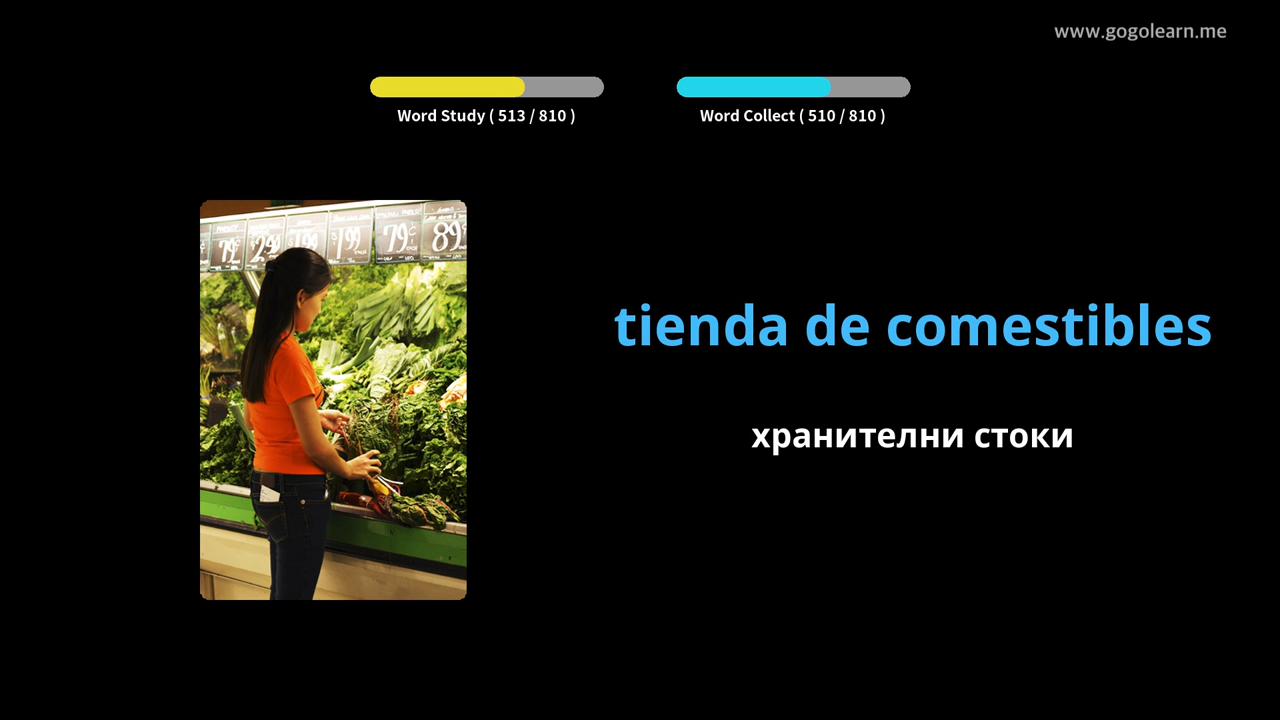 www.gogolearn.me
Word Study ( 513 / 810 )
Word Collect ( 510 / 810 )
tienda de comestibles
хранителни стоки